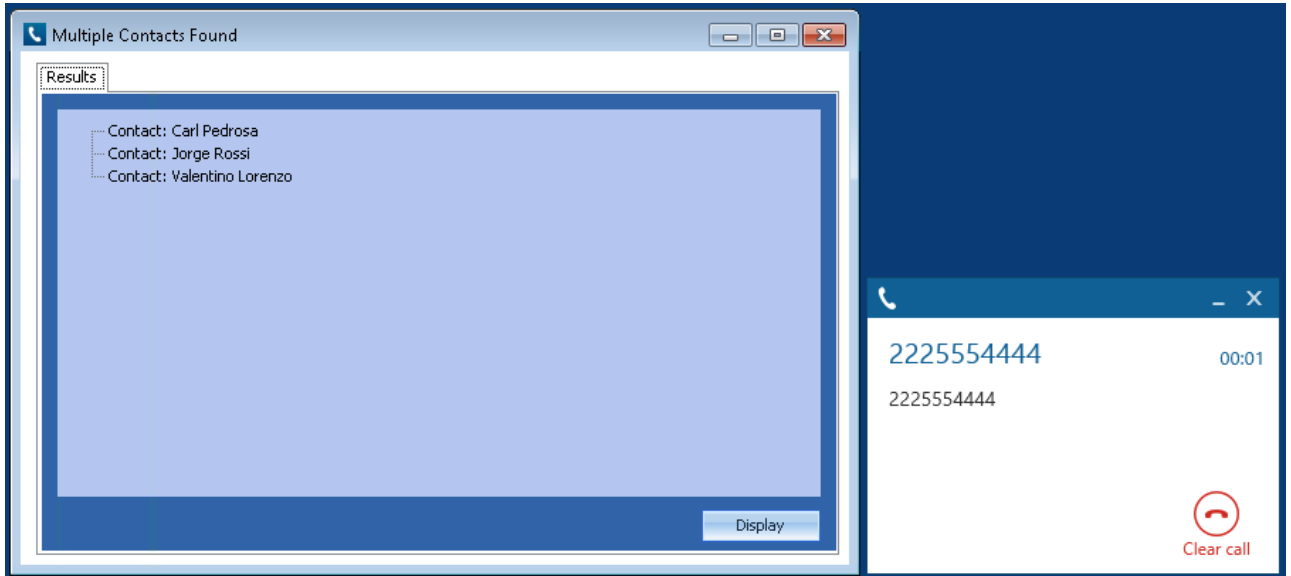 Multiple Contacts Found
Results
Contact: Carl Pedrosa
Contact: Jorge Rossi
Contact: Valentino Lorenzo
Display
2225554444
00:01
2225554444
Clear call